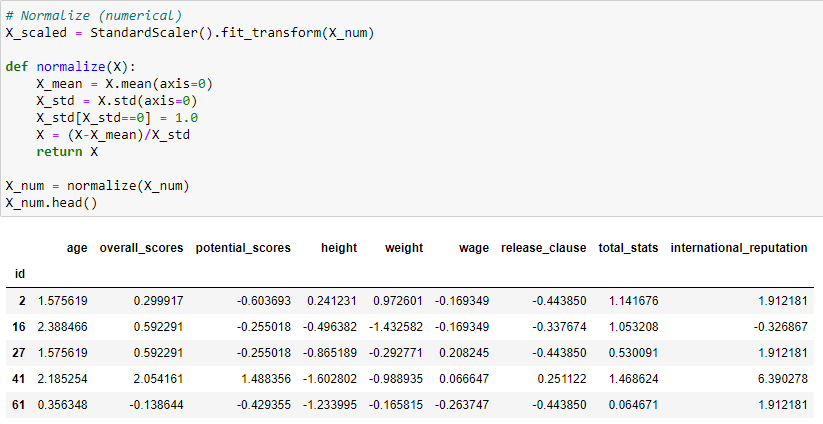 # Normalize (numerical)
X_scaled = StandardScaler().fit_transform(X_num)
def normalize(X):
    X_mean = X.mean(axis=0)
    X_std = X.std(axis=0)
    X_std[X_std==0] = 1.0
    X = (X-X_mean)/X_std
    return X
X_num = normalize(X_num)
X_num.head()
age overall_scores potential_scores height weight wage release_clause total_stats international_reputation
id
2 1.575619 0.299917 -0.603693 0.241231 0.972601 -0.169349 -0.443850 1.141676 1.912181
16 2.388466 0.592291 -0.255018 -0.496382 -1.432582 -0.169349 -0.337674 1.053208 -0.326867
27 1.575619 0.592291 -0.255018 -0.865189 -0.292771 0.208245 -0.443850 0.530091 1.912181
41 2.185254 2.054161 1.488356 -1.602802 -0.988935 0.066647 0.251122 1.468624 6.390278
61 0.356348 -0.138644 -0.429355 -1.233995 -0.165815 -0.263747 -0.443850 0.064671 1.912181